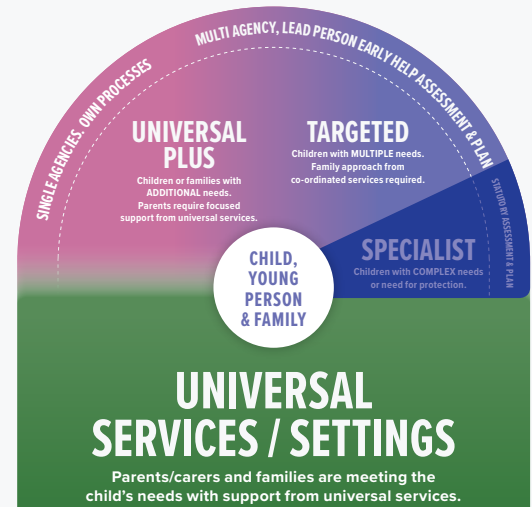 SINGLE AGENCIES. OWN PROCESSES
MULTI AGENCY, LEAD PERSON EARLY HELP ASSESSMENT & PLAN
STATUTORY ASSESSMENT & PLAN
UNIVERSAL
PLUS
Children or families with
ADDITIONAL needs.
Parents require focused
support from universal services.
TARGETED
Children with MULTIPLE needs.
Family approach from
co-ordinated services required.
SPECIALIST
Children with COMPLEX needs
or need for protection.
CHILD,
YOUNG
PERSON
& FAMILY
UNIVERSAL
SERVICES / SETTINGS
Parents/carers and families are meeting the
child's needs with support from universal services.